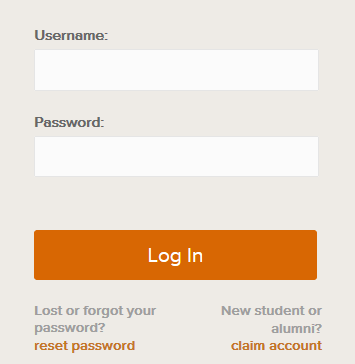 Username:
Password:
Log In
Lost or forgot your
password?
reset password
New student or
alumni?
claim account